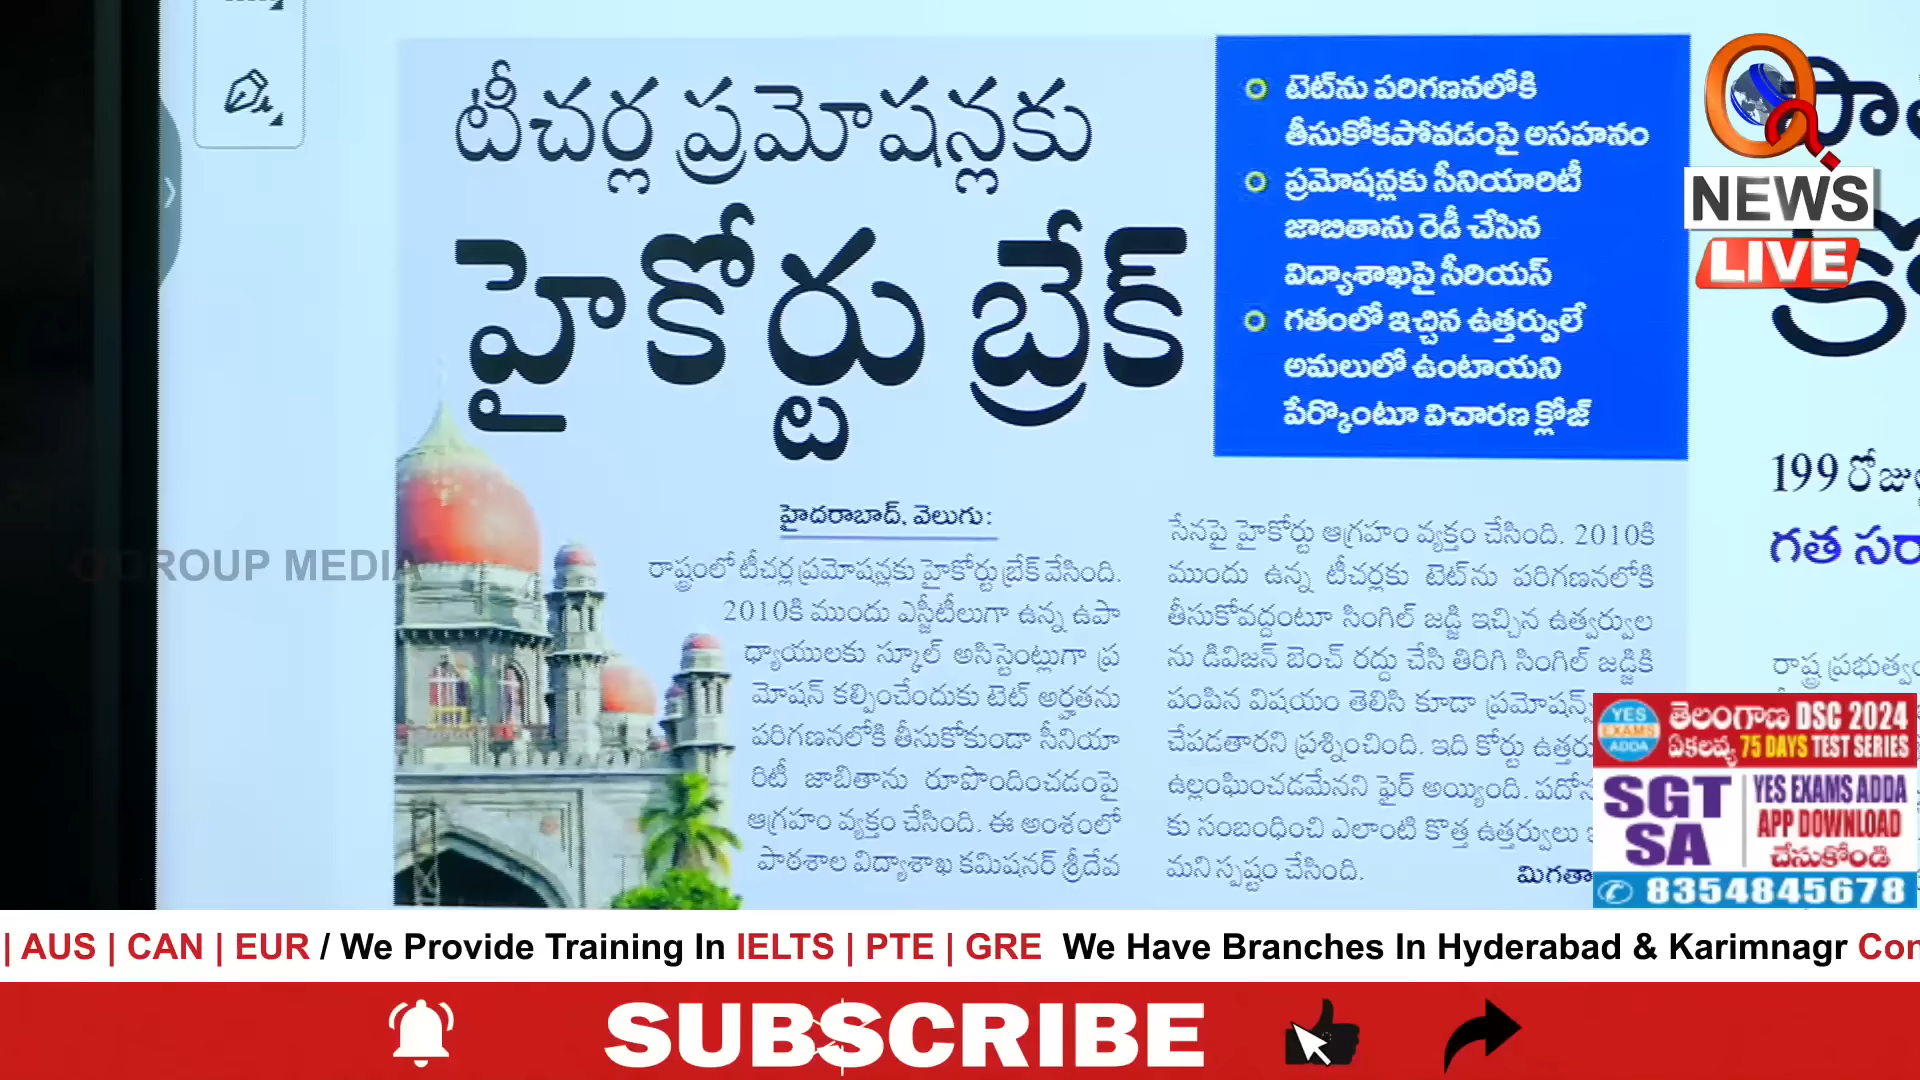 టీచర్ల ప్రమోషన్లకు
హైకోర్టు బ్రేక్
టెట్‌ను పరిగణనలోకి
తీసుకోకపోవడంపై అసహనం
ప్రమోషన్లకు సీనియారిటీ
జాబితాను రెడీ చేసిన
విద్యాశాఖపై సీరియస్
గతంలో ఇచ్చిన ఉత్తర్వులే
అమలులో ఉంటాయని
పేర్కొంటూ విచారణ క్లోజ్
హైదరాబాద్, వెలుగు:
రాష్ట్రంలో టీచర్ల ప్రమోషన్లకు హైకోర్టు బ్రేక్ వేసింది.
2010కి ముందు ఎస్జీటీలుగా ఉన్న ఉపా
ధ్యాయులకు స్కూల్ అసిస్టెంట్లుగా ప్ర
మోషన్ కల్పించేందుకు టెట్ అర్హతను
పరిగణనలోకి తీసుకోకుండా సీనియా
రిటీ జాబితాను రూపొందించడంపై
ఆగ్రహం వ్యక్తం చేసింది. ఈ అంశంలో
పాఠశాల విద్యాశాఖ కమిషనర్ శ్రీదేవ
సేనపై హైకోర్టు ఆగ్రహం వ్యక్తం చేసింది. 2010కి
ముందు ఉన్న టీచర్లకు టెట్‌ను పరిగణనలోకి
తీసుకోవద్దంటూ సింగిల్ జడ్జి ఇచ్చిన ఉత్వర్వుల
ను డివిజన్ బెంచ్ రద్దు చేసి తిరిగి సింగిల్ జడ్జికి
పంపిన విషయం తెలిసి కూడా ప్రమోషన్స్
చేపడతారని ప్రశ్నించింది. ఇది కోర్టు
ఉల్లంఘించడమేనని ఫైర్ అయ్యింది.
కు సంబంధించి ఎలాంటి కొత్త ఉత్తర్వులు
మని స్పష్టం చేసింది.
199 రోజు
గత
రాష్ట్ర
Q GROUP MEDIA
Q NEWS
LIVE
YES
EXAMS
ADDA
తెలంగాణ DSC 2024
ఏకలవ్య 75 DAYS TEST SERIES
SGT
SA
YES EXAMS ADDA
APP DOWNLOAD
చేసుకోండి
8354845678
| AUS | CAN | EUR / We Provide Training In IELTS | PTE | GRE We Have Branches In Hyderabad & Karimnagr
SUBSCRIBE